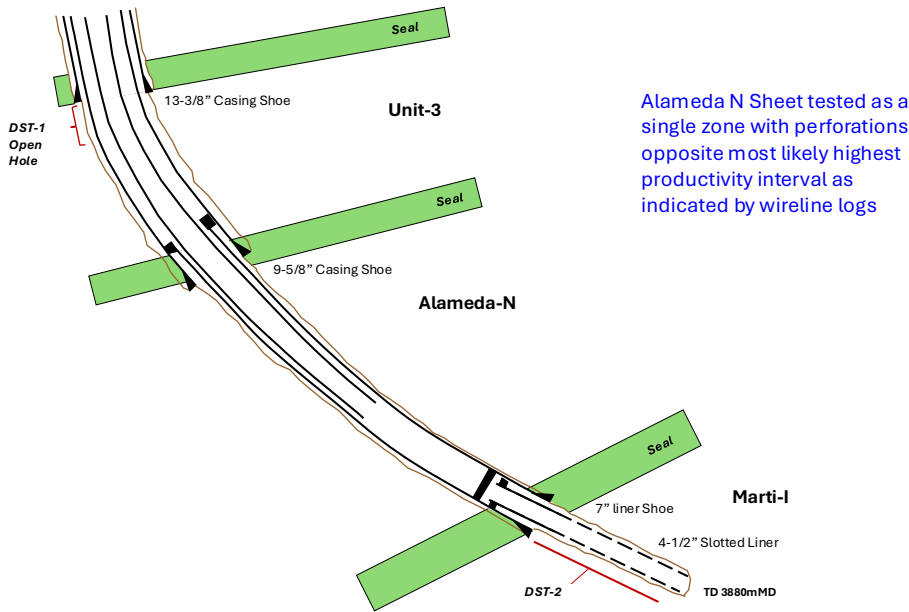 Seal
13-3/8” Casing Shoe
Unit-3
DST-1
Open
Hole
Alameda N Sheet tested as a
single zone with perforations
opposite most likely highest
productivity interval as
indicated by wireline logs
Seal
9-5/8” Casing Shoe
Alameda-N
Seal
Marti-I
7” liner Shoe
4-1/2” Slotted Liner
DST-2
TD 3880mMD